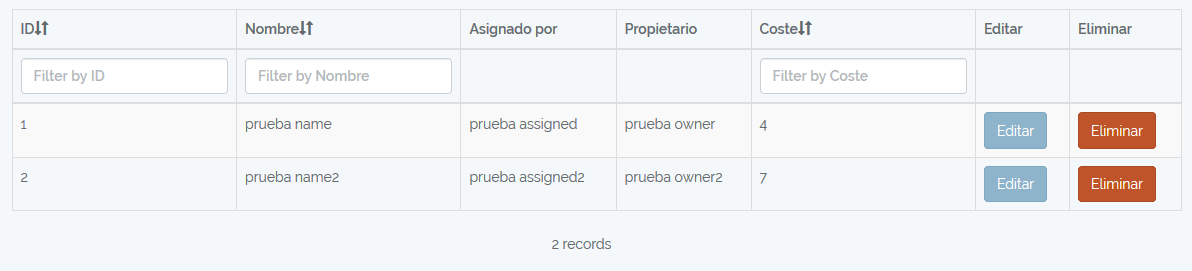 ID Nombre Asignado por Propietario Coste Editar Eliminar
Filter by ID Filter by Nombre Filter by Coste
1 prueba name prueba assigned prueba owner 4 Editar Eliminar
2 prueba name2 prueba assigned2 prueba owner2 7 Editar Eliminar
2 records